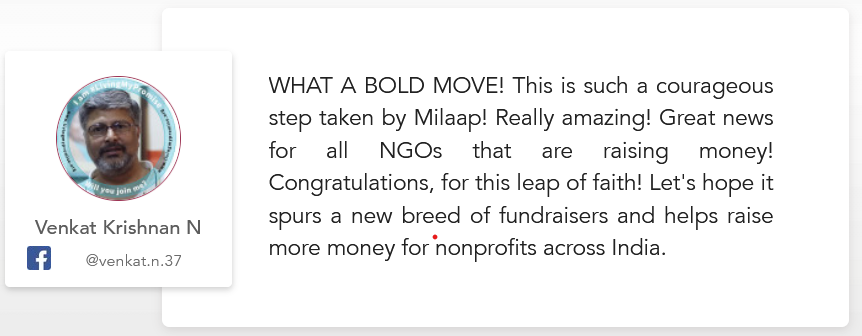 WHAT A BOLD MOVE! This is such a courageous
step taken by Milaap! Really amazing! Great news
for all NGOs that are raising money!
Congratulations, for this leap of faith! Let's hope it
spurs a new breed of fundraisers and helps raise
more money for nonprofits across India.
I am #LivingMyPromise
will you join me?
Venkat Krishnan N
@venkat.n.37